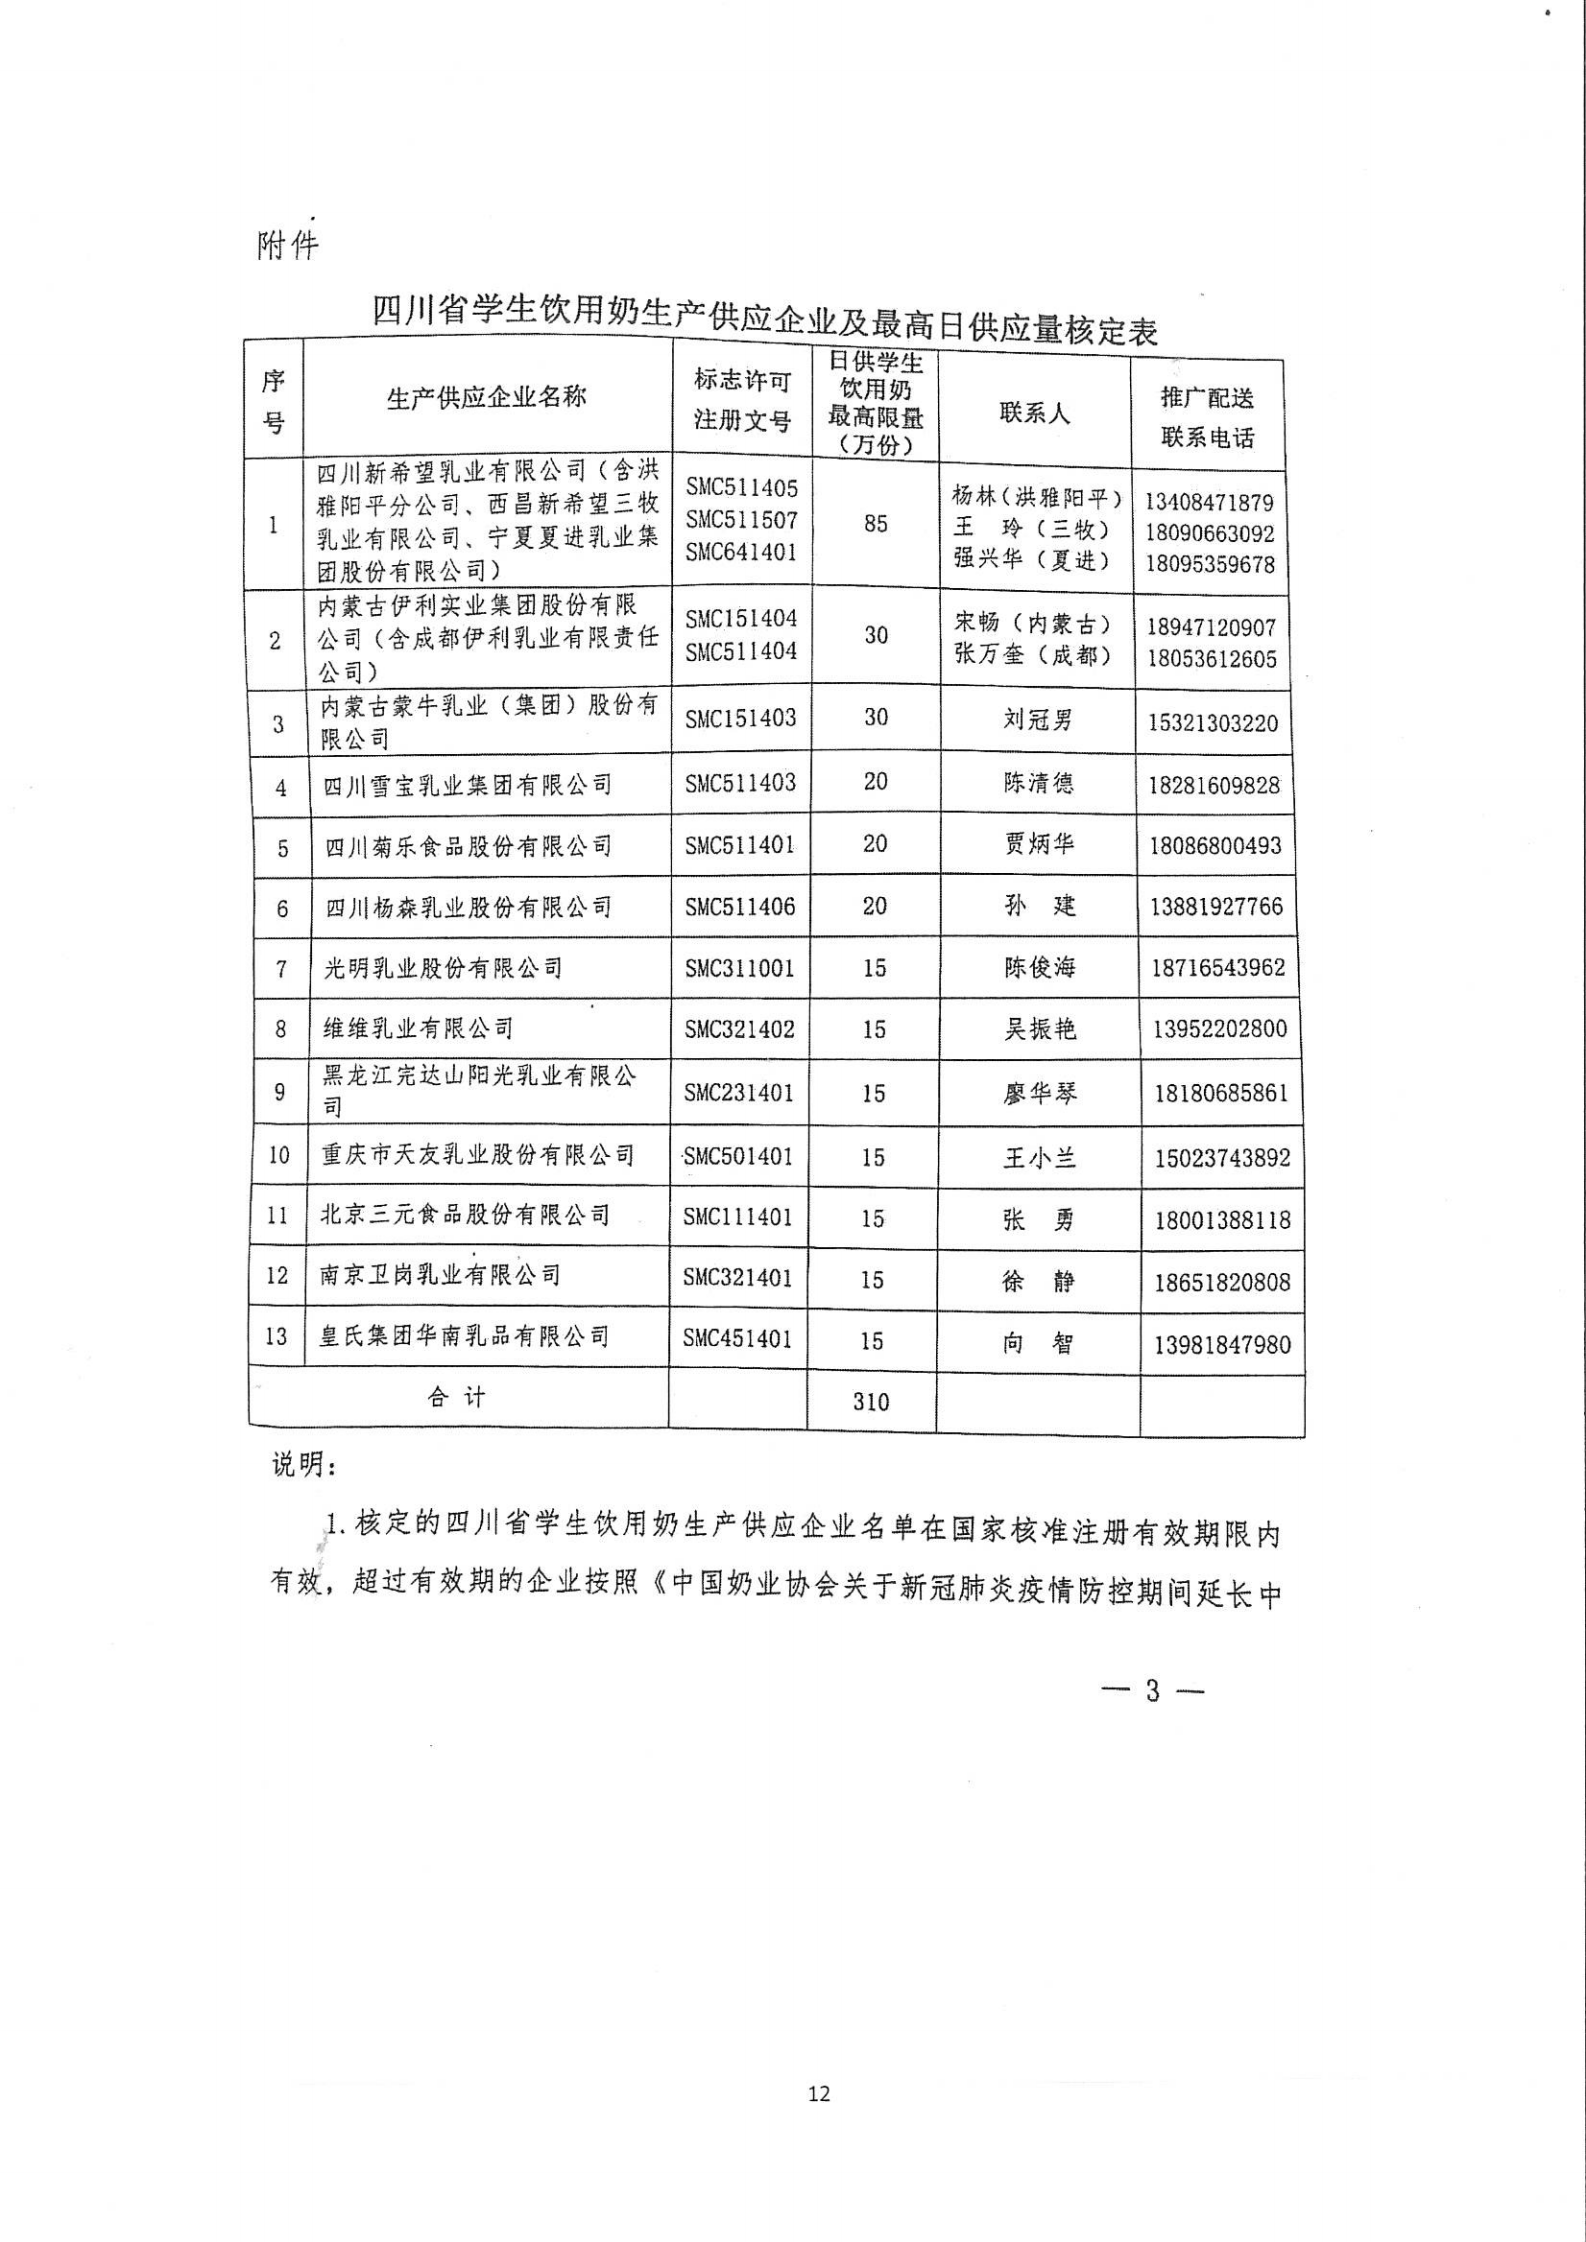 附件
四川省学生饮用奶生产供应企业及最高日供应量核定表
序号 生产供应企业名称 标志许可注册文号 日供学生饮用奶最高限量（万份） 联系人 推广配送联系电话
1 四川新希望乳业有限公司（含洪雅阳平分公司、西昌新希望三牧乳业有限公司、宁夏夏进乳业集团股份有限公司） SMC511405 SMC511507 SMC641401 85 杨林（洪雅阳平） 王 玲（三牧） 强兴华（夏进） 13408471879 18090663092 18095359678
2 内蒙古伊利实业集团股份有限公司（含成都伊利乳业有限责任公司） SMC151404 SMC511404 30 宋畅（内蒙古） 张万奎（成都） 18947120907 18053612605
3 内蒙古蒙牛乳业（集团）股份有限公司 SMC151403 30 刘冠男 15321303220
4 四川雪宝乳业集团有限公司 SMC511403 20 陈清德 18281609828
5 四川菊乐食品股份有限公司 SMC511401 20 贾炳华 18086800493
6 四川杨森乳业股份有限公司 SMC511406 20 孙 建 13881927766
7 光明乳业股份有限公司 SMC311001 15 陈俊海 18716543962
8 维维乳业有限公司 SMC321402 15 吴振艳 13952202800
9 黑龙江完达山阳光乳业有限公司 SMC231401 15 廖华琴 18180685861
10 重庆市天友乳业股份有限公司 SMC501401 15 王小兰 15023743892
11 北京三元食品股份有限公司 SMC111401 15 张 勇 18001388118
12 南京卫岗乳业有限公司 SMC321401 15 徐 静 18651820808
13 皇氏集团华南乳品有限公司 SMC451401 15 向 智 13981847980
合 计 310
说明：
1. 核定的四川省学生饮用奶生产供应企业名单在国家核准注册有效期限内
有效，超过有效期的企业按照《中国奶业协会关于新冠肺炎疫情防控期间延长中
— 3 —
12